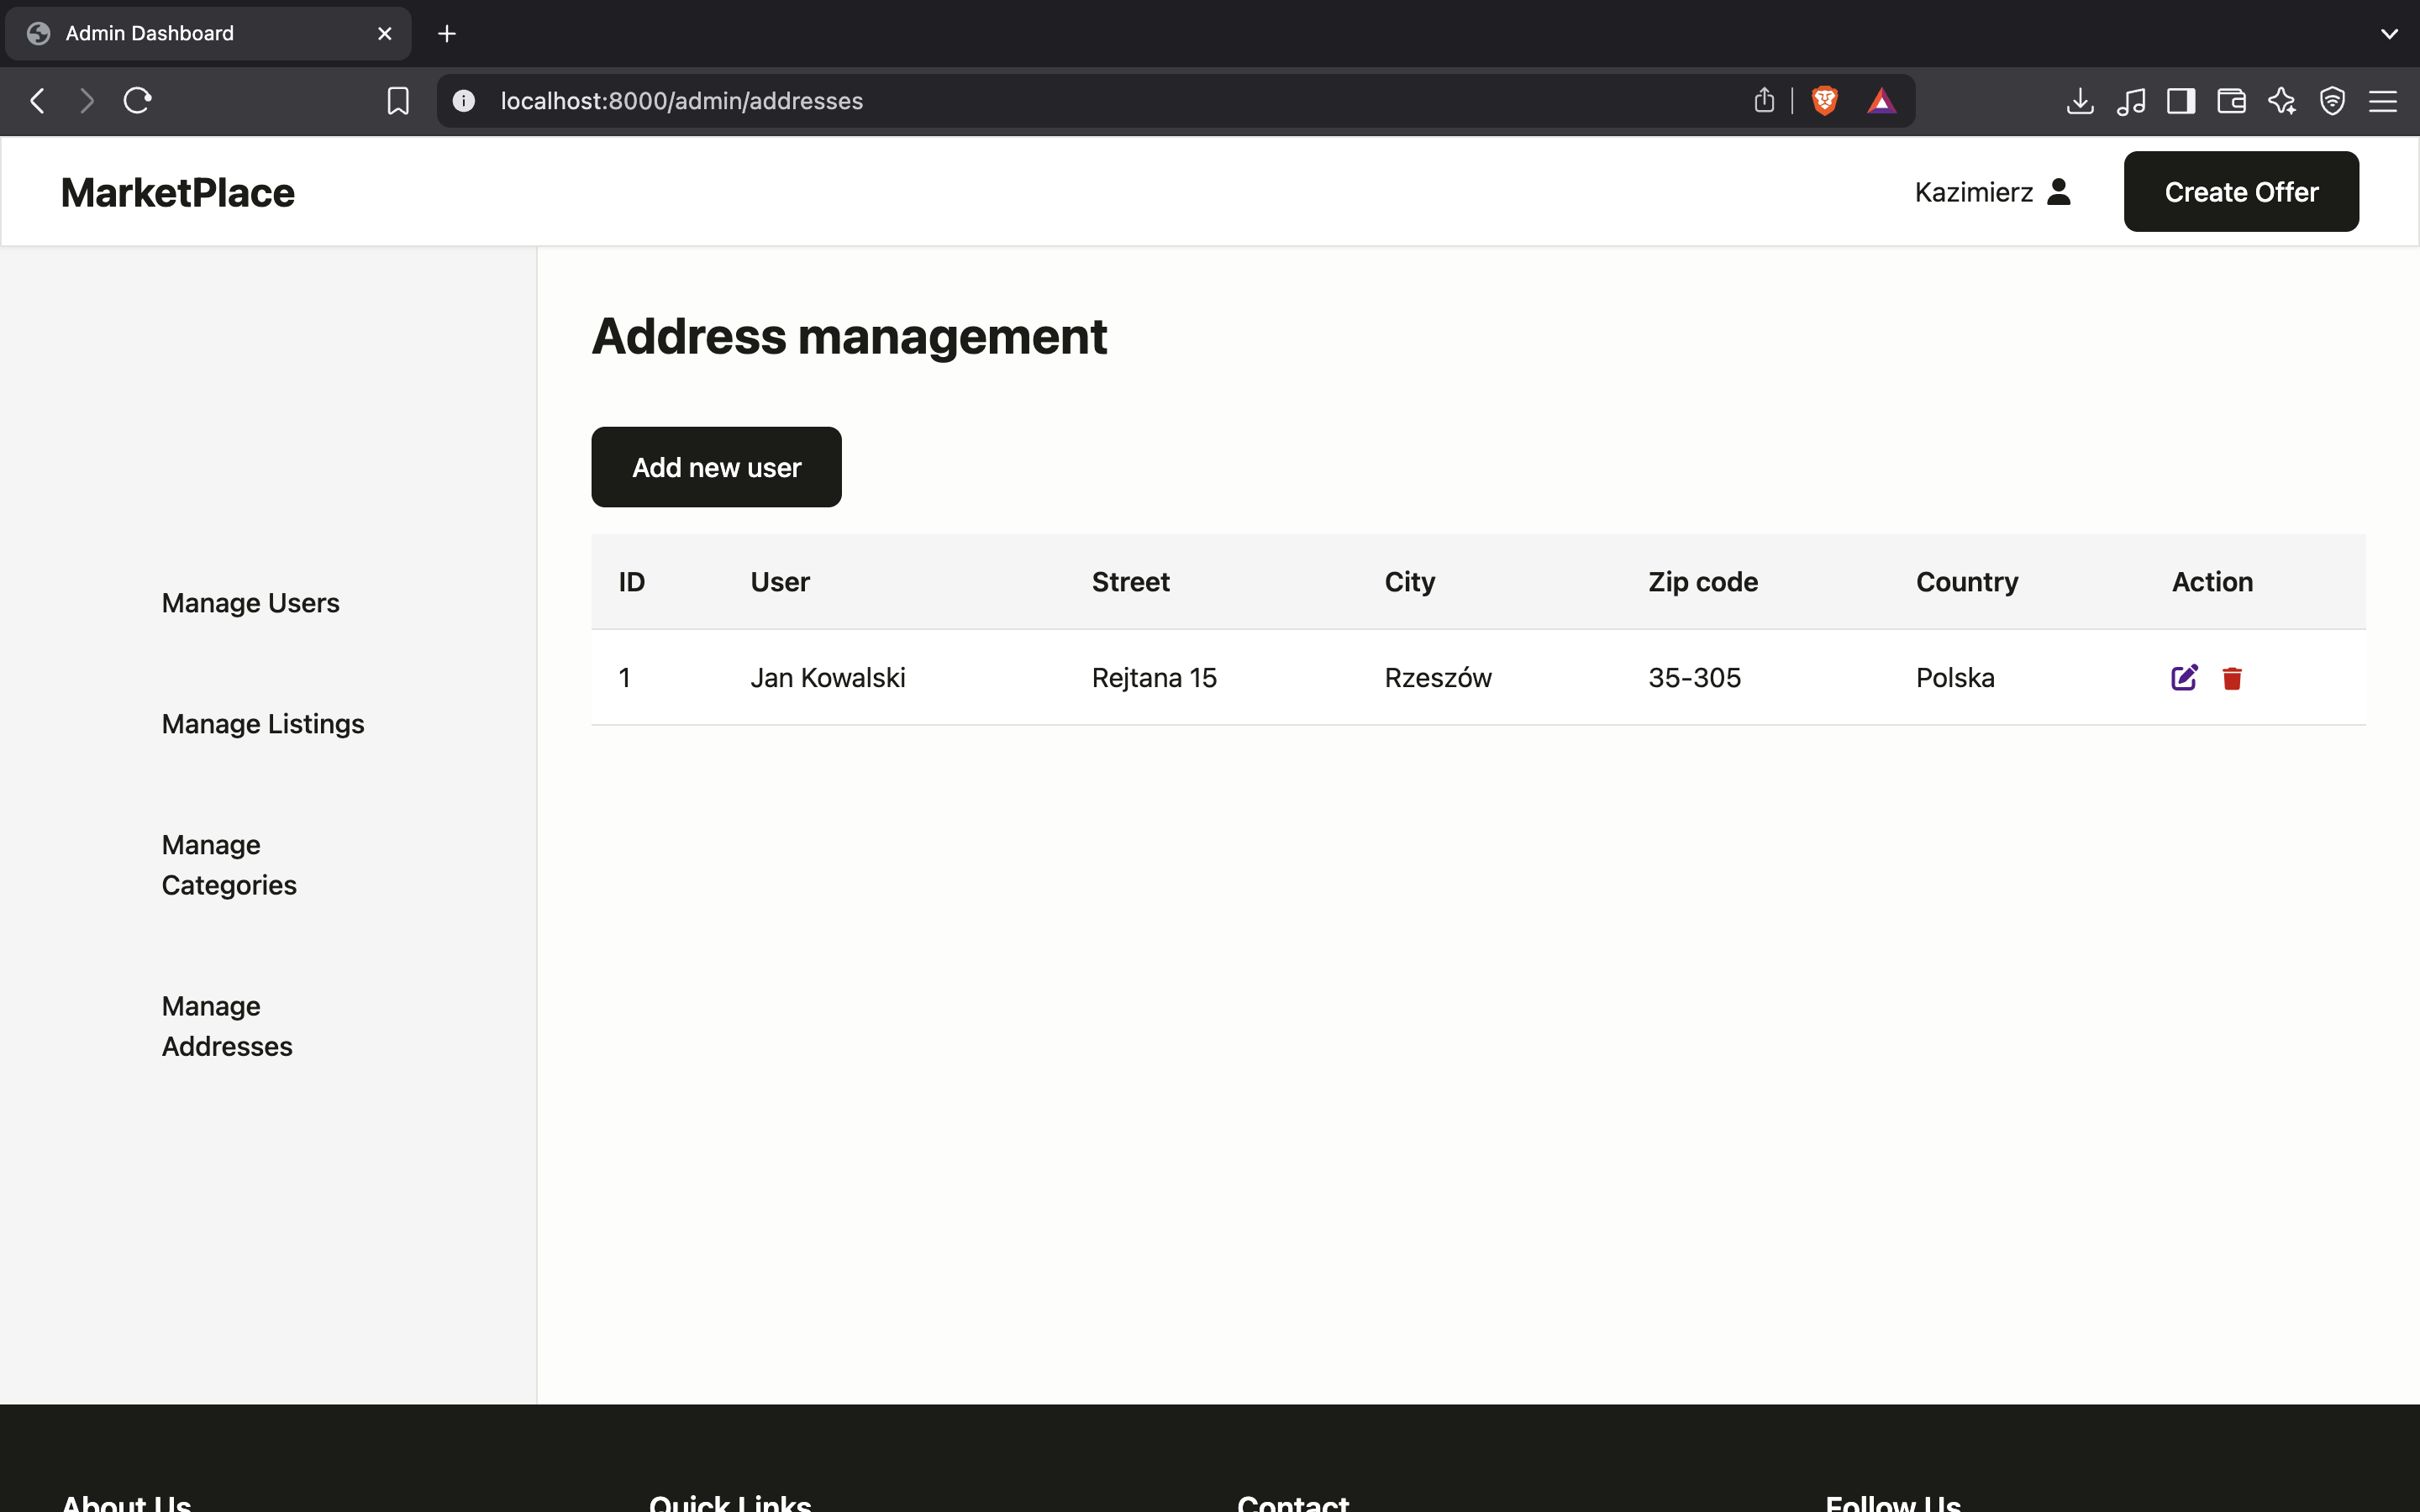 Admin Dashboard
localhost:8000/admin/addresses
MarketPlace
Kazimierz
Create Offer
Address management
Add new user
ID User Street City Zip code Country Action
1 Jan Kowalski Rejtana 15 Rzeszów 35-305 Polska
Manage Users
Manage Listings
Manage
Categories
Manage
Addresses
About Us Quick Links Contact Follow Us